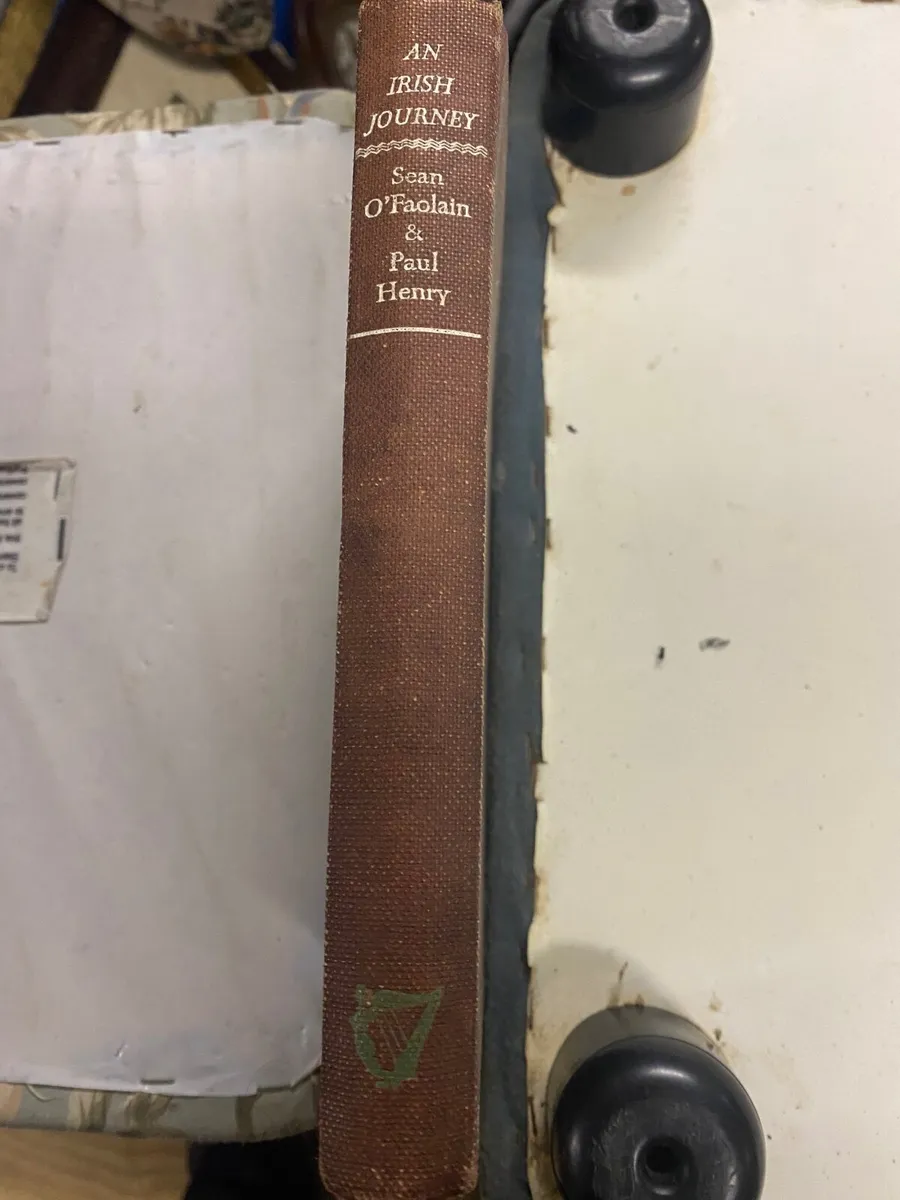 AN
IRISH
JOURNEY
Sean
O'Faolain
&
Paul
Henry